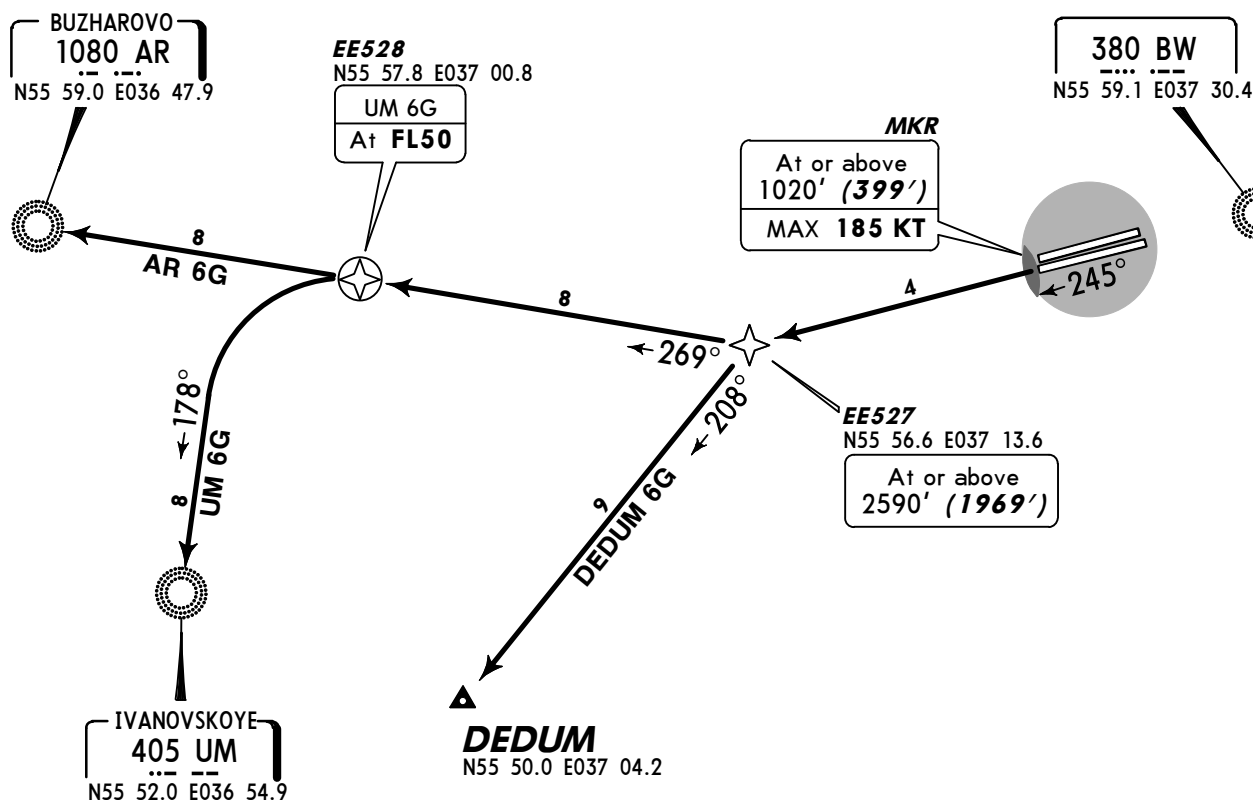 BUZHAROVO
1080 AR
N55 59.0 E036 47.9
EE528
N55 57.8 E037 00.8
UM 6G
At FL50
380 BW
N55 59.1 E037 30.4
MKR
At or above
1020' (399')
MAX 185 KT
8
AR 6G
8
4
←245°
←269°
←208°
←178°
EE527
N55 56.6 E037 13.6
At or above
2590' (1969')
8
UM 6G
9
DEDUM 6G
IVANOVSKOYE
405 UM
N55 52.0 E036 54.9
DEDUM
N55 50.0 E037 04.2